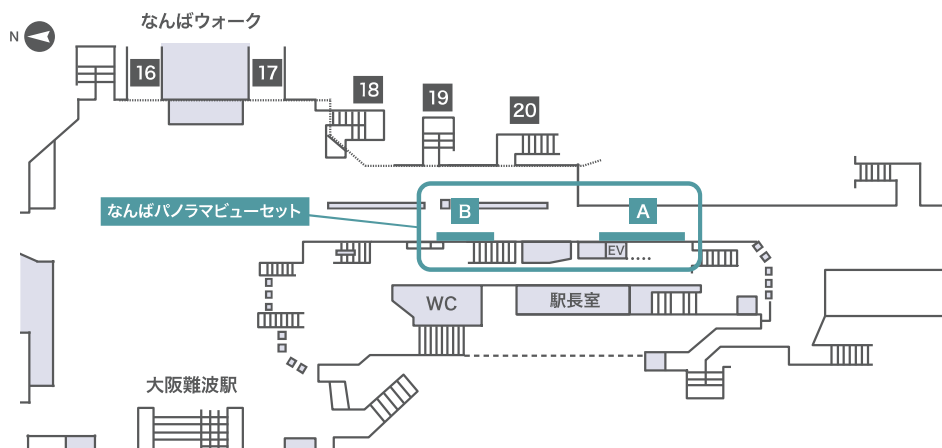 なんばウォーク
N
16
17
18
19
20
なんばパノラマビューセット
B
A
EV
WC
駅長室
大阪難波駅